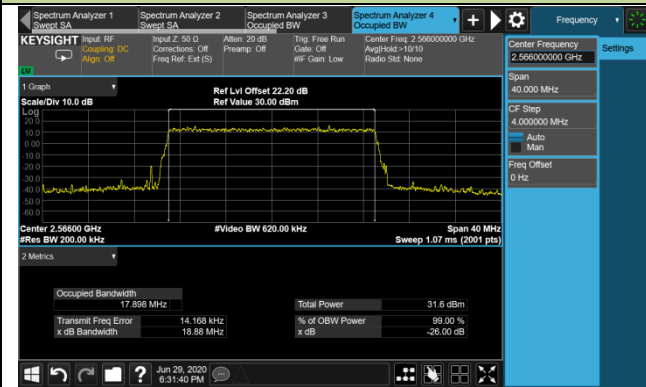 Spectrum Analyzer 1
Swept SA
Spectrum Analyzer 2
Swept SA
Spectrum Analyzer 3
Occupied BW
Spectrum Analyzer 4
Occupied BW
Frequency
KEYSIGHT
Input: RF
Coupling: DC
Align: Off
Input Z: 50 Ω
Corrections: Off
Freq Ref: Ext (S)
Atten: 20 dB
Preamp: Off
Trig: Free Run
Gate: Off
#IF Gain: Low
Center Freq: 2.566000000 GHz
Avg|Hold:>10/10
Radio Std: None
LXI
Center Frequency
2.566000000 GHz
Settings
Span
40.000 MHz
CF Step
4.000000 MHz
Auto
Man
Freq Offset
0 Hz
1 Graph
Scale/Div 10.0 dB
Ref Lvl Offset 22.20 dB
Ref Value 30.00 dBm
Log
20.0
10.0
0.00
-10.0
-20.0
-30.0
-40.0
-50.0
-60.0
Center 2.56600 GHz
#Res BW 200.00 kHz
#Video BW 620.00 kHz
Span 40 MHz
Sweep 1.07 ms (2001 pts)
2 Metrics
Occupied Bandwidth
17.898 MHz
Total Power 31.6 dBm
Transmit Freq Error 14.168 kHz
% of OBW Power 99.00 %
x dB Bandwidth 18.88 MHz
x dB -26.00 dB
Jun 29, 2020
6:31:40 PM